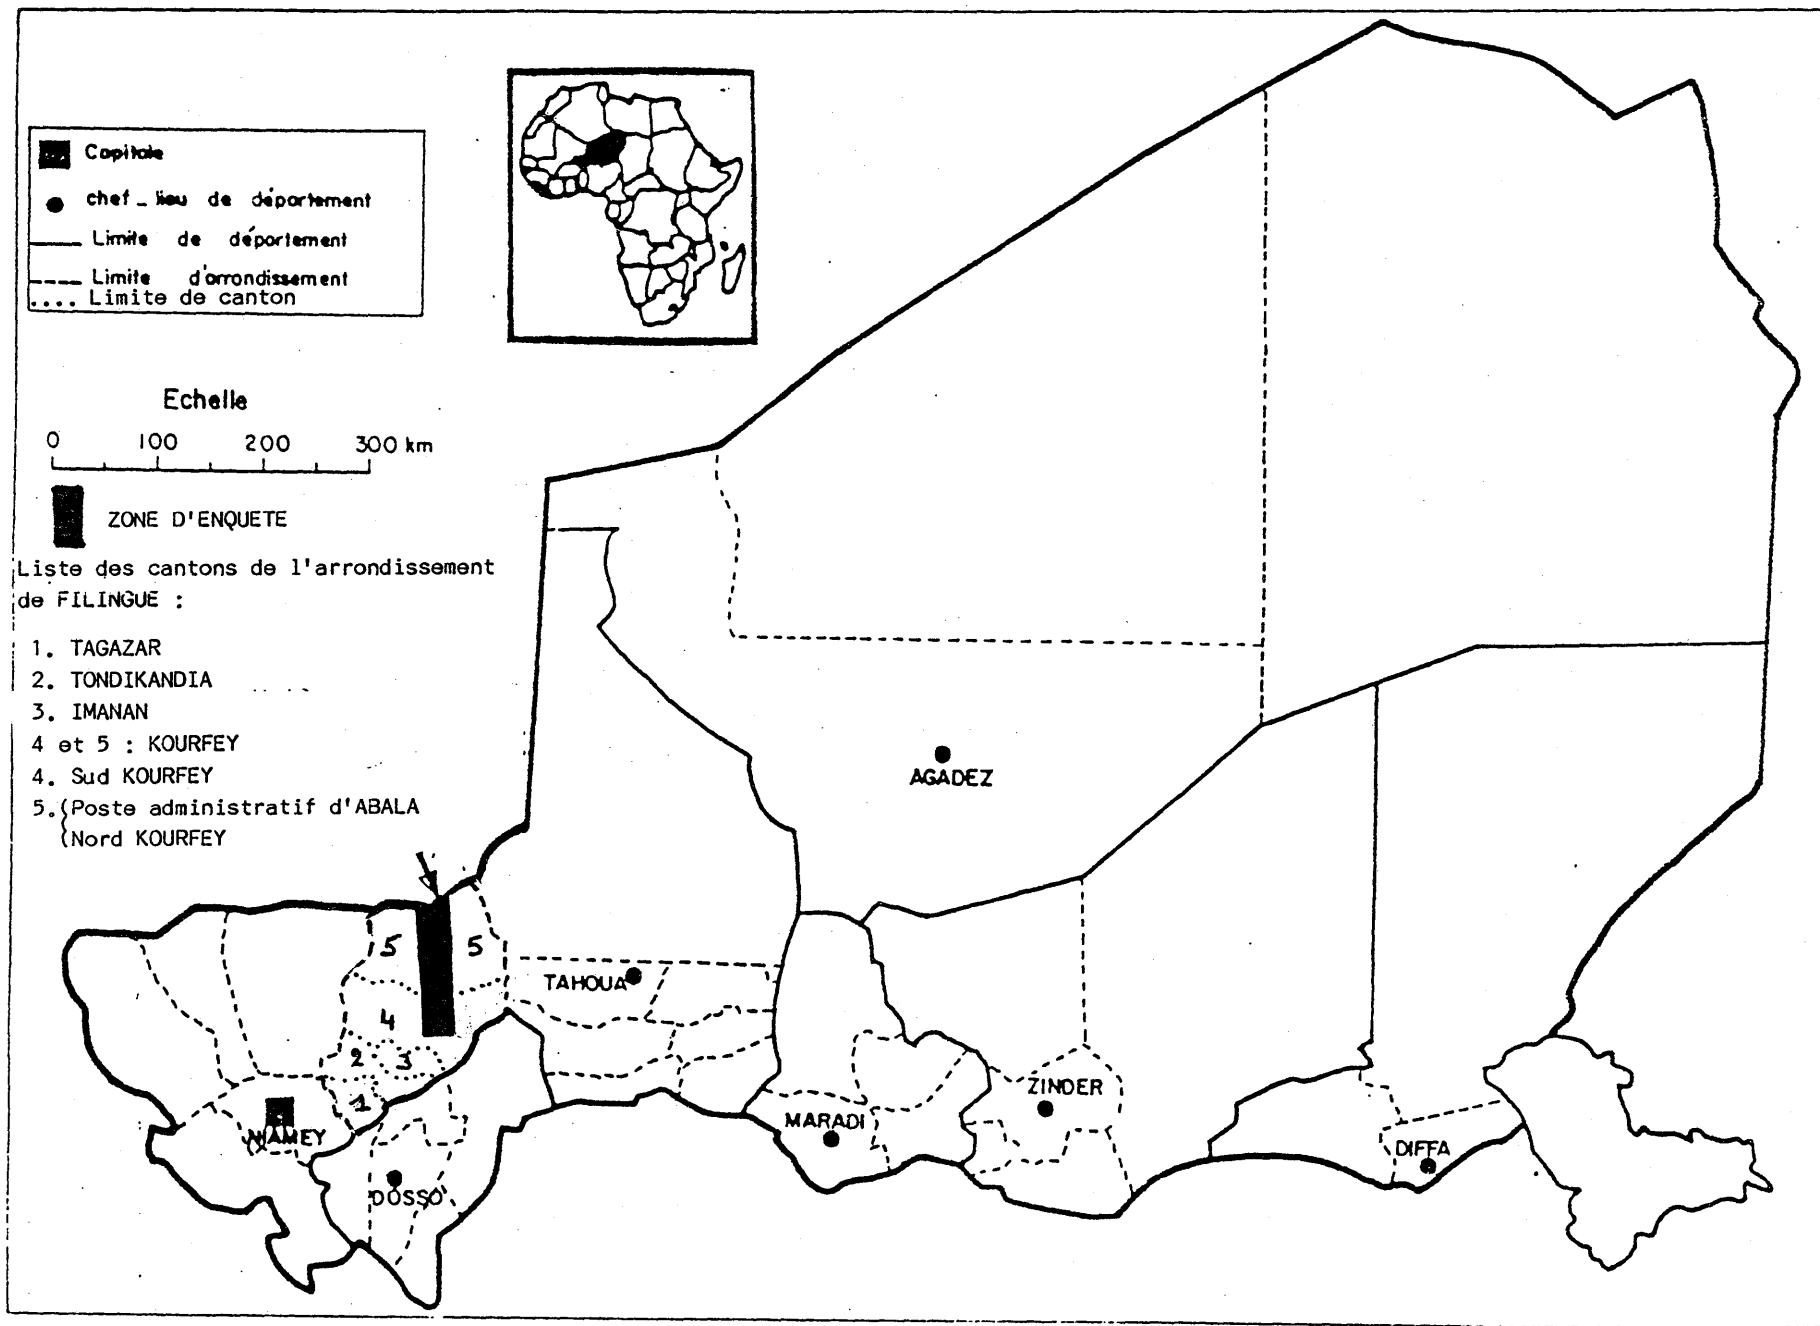 Capitale
chef_lieu de département
Limite de département
Limite d'arrondissement
Limite de canton
Echelle
0 100 200 300 km
ZONE D'ENQUETE
Liste des cantons de l'arrondissement
de FILINGUE :
1. TAGAZAR
2. TONDIKANDIA
3. IMANAN
4 et 5 : KOURFEY
4. Sud KOURFEY
5. (Poste administratif d'ABALA
(Nord KOURFEY
AGADEZ
5 5
TAHOUA
4
2 3
1
NIAMEY
DOSSO
MARADI
ZINDER
DIFFA